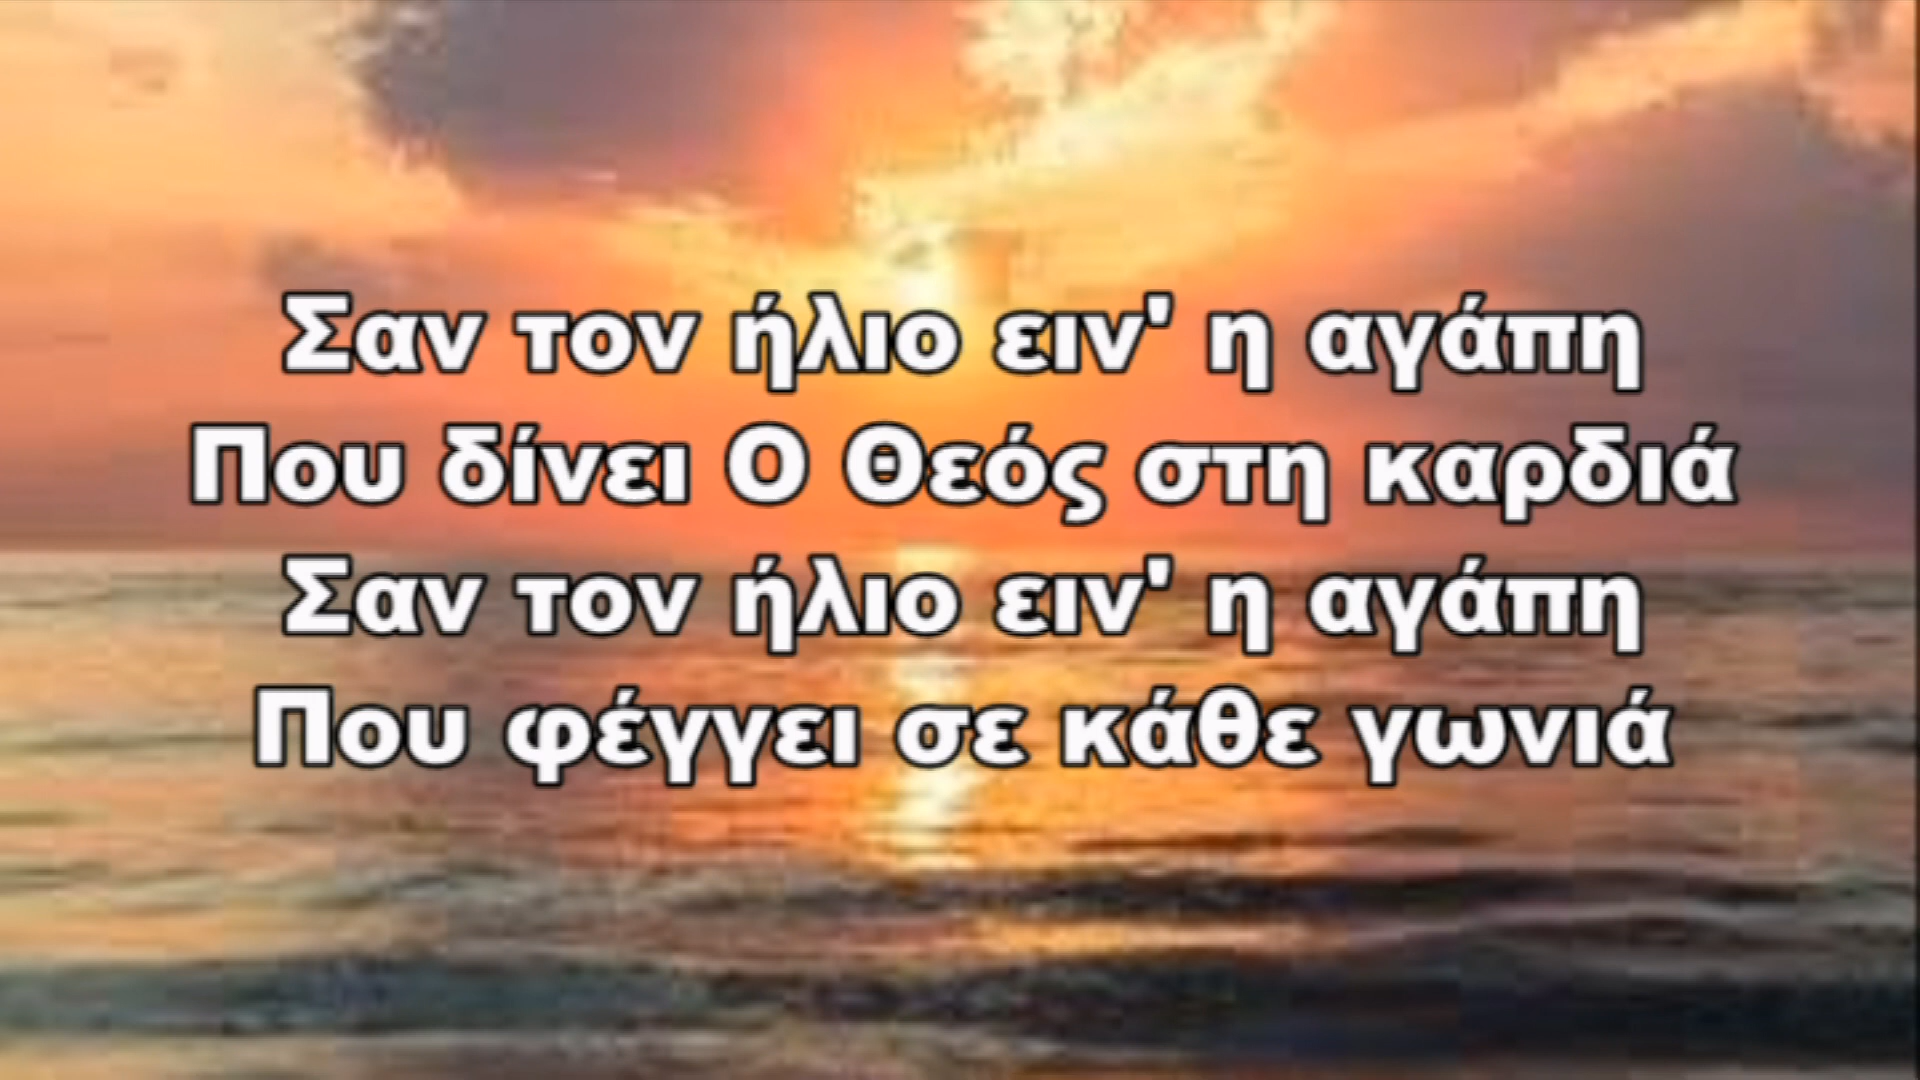 Σαν τον ήλιο ειν' η αγάπη
Που δίνει Ο Θεός στη καρδιά
Σαν τον ήλιο ειν' η αγάπη
Που φέγγει σε κάθε γωνιά